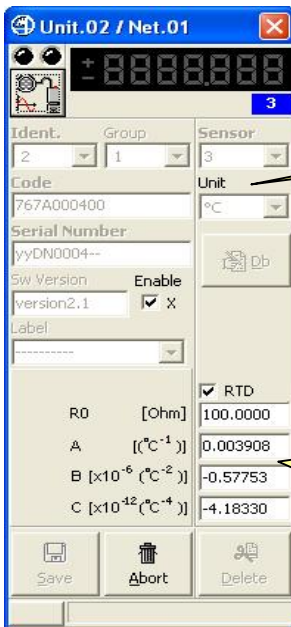 Unit.02 / Net.01
3
Ident. Group Sensor
2 1 3
Code Unit
767A000400 °C
Serial Number
yyDN0004--
Db
Sw Version Enable
version2.1 X
Label
----------
RTD
R0 [Ohm] 100.0000
A [(°C⁻¹)] 0.003908
B [x10⁻⁶ (°C⁻²)] -0.57753
C [x10⁻¹²(°C⁻⁴)] -4.18330
Save Abort Delete